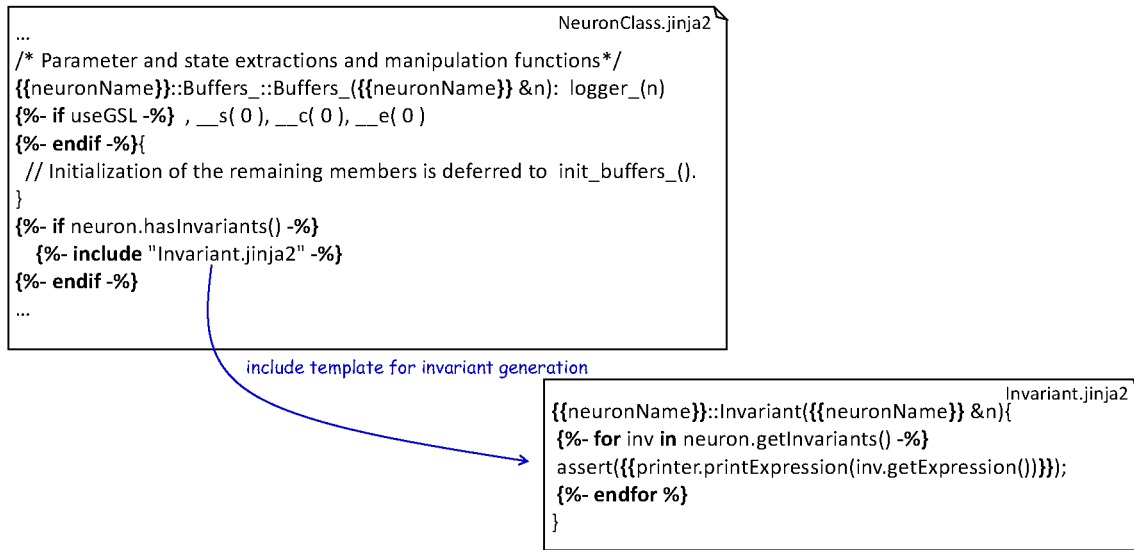 NeuronClass.jinja2
...
/* Parameter and state extractions and manipulation functions*/
{{neuronName}}::Buffers_::Buffers_({{neuronName}} &n):  logger_(n)
{%- if useGSL -%}  , __s( 0 ), __c( 0 ), __e( 0 )
{%- endif -%}{
// Initialization of the remaining members is deferred to  init_buffers_().
}
{%- if neuron.hasInvariants() -%}
{%- include "Invariant.jinja2" -%}
{%- endif -%}
...
include template for invariant generation
Invariant.jinja2
{{neuronName}}::Invariant({{neuronName}} &n){
{%- for inv in neuron.getInvariants() -%}
assert({{printer.printExpression(inv.getExpression())}});
{%- endfor %}
}